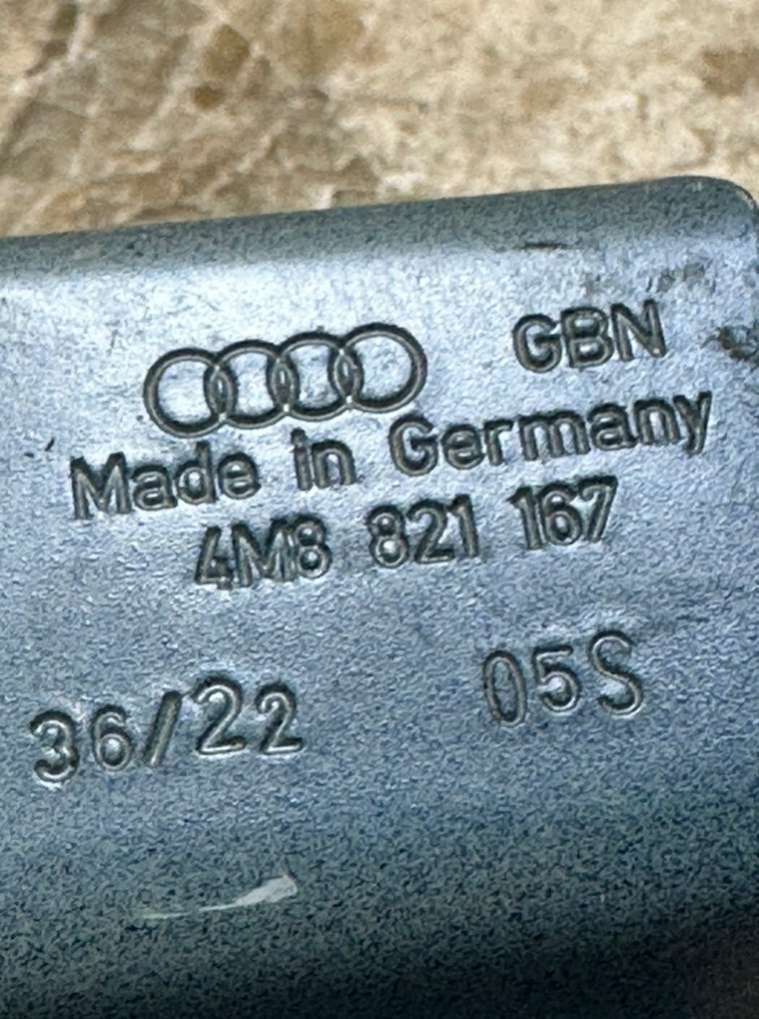 GBN
Made in Germany
4M8 821 167
36/22 05S